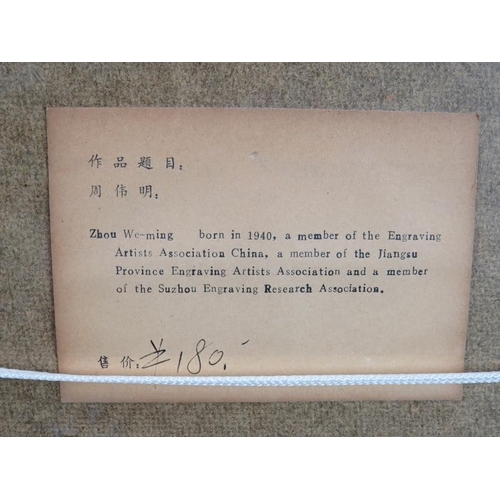 作品题目:
周伟明:
Zhou We-ming born in 1940, a member of the Engraving
Artists Association China, a member of the Jiangsu
Province Engraving Artists Association and a member
of the Suzhou Engraving Research Association.
售价:¥180.-